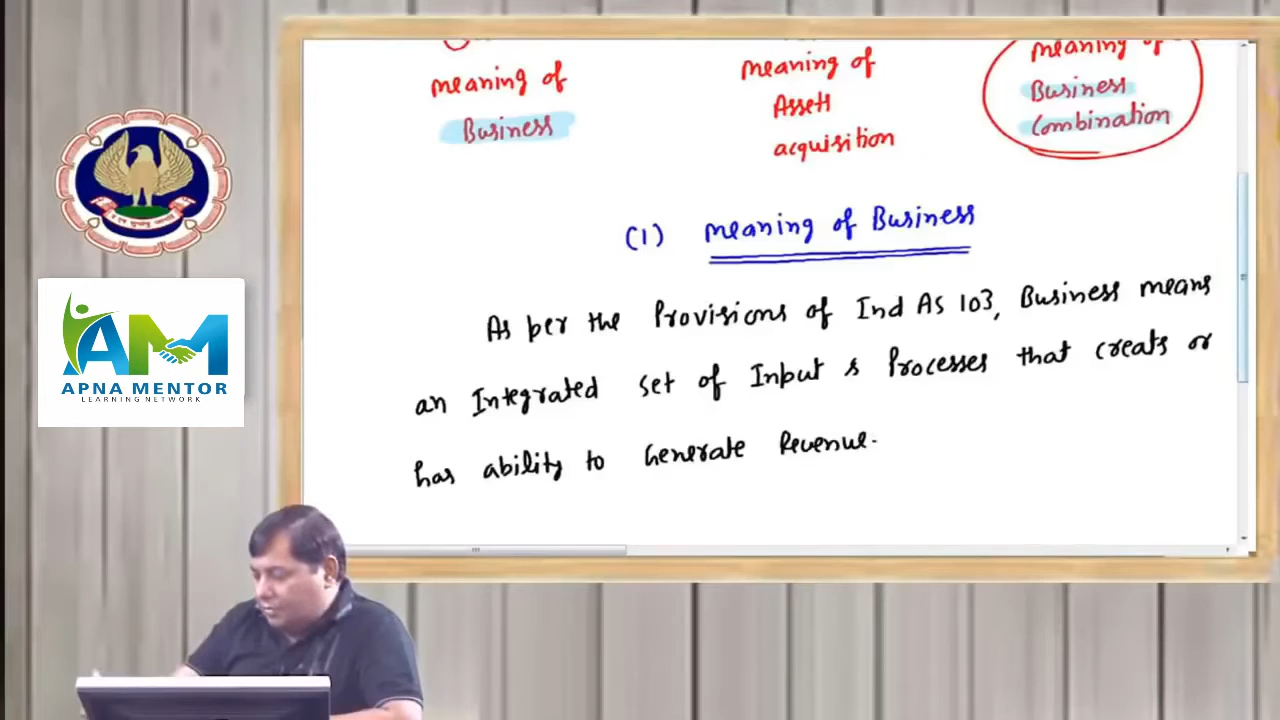 meaning of
Business
meaning of
Assets
acquisition
meaning of
Business
Combination
(1) meaning of Business
As per the Provisions of Ind AS 103, Business means
an Integrated set of Input & Processes that creats or
has ability to Generate Revenue.
AM
APNA MENTOR
LEARNING NETWORK